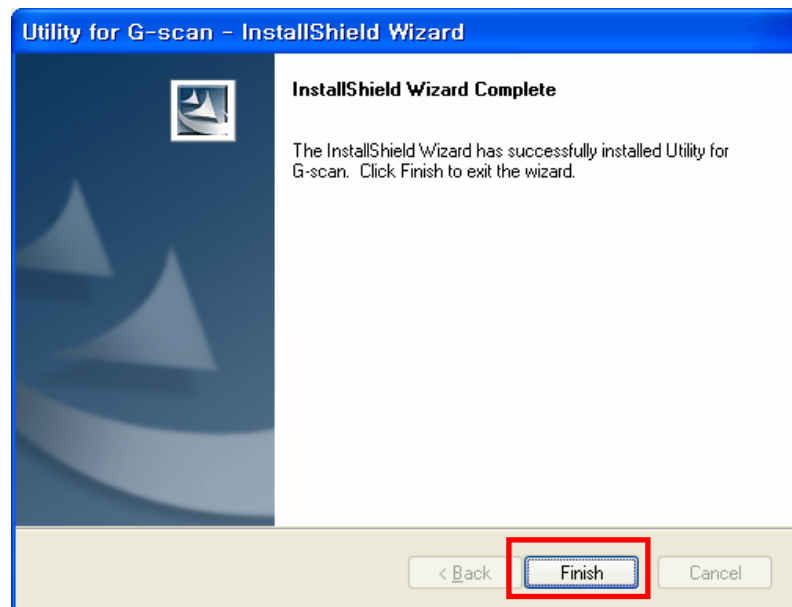 Utility for G-scan - InstallShield Wizard
InstallShield Wizard Complete
The InstallShield Wizard has successfully installed Utility for
G-scan. Click Finish to exit the wizard.
< Back
Finish
Cancel